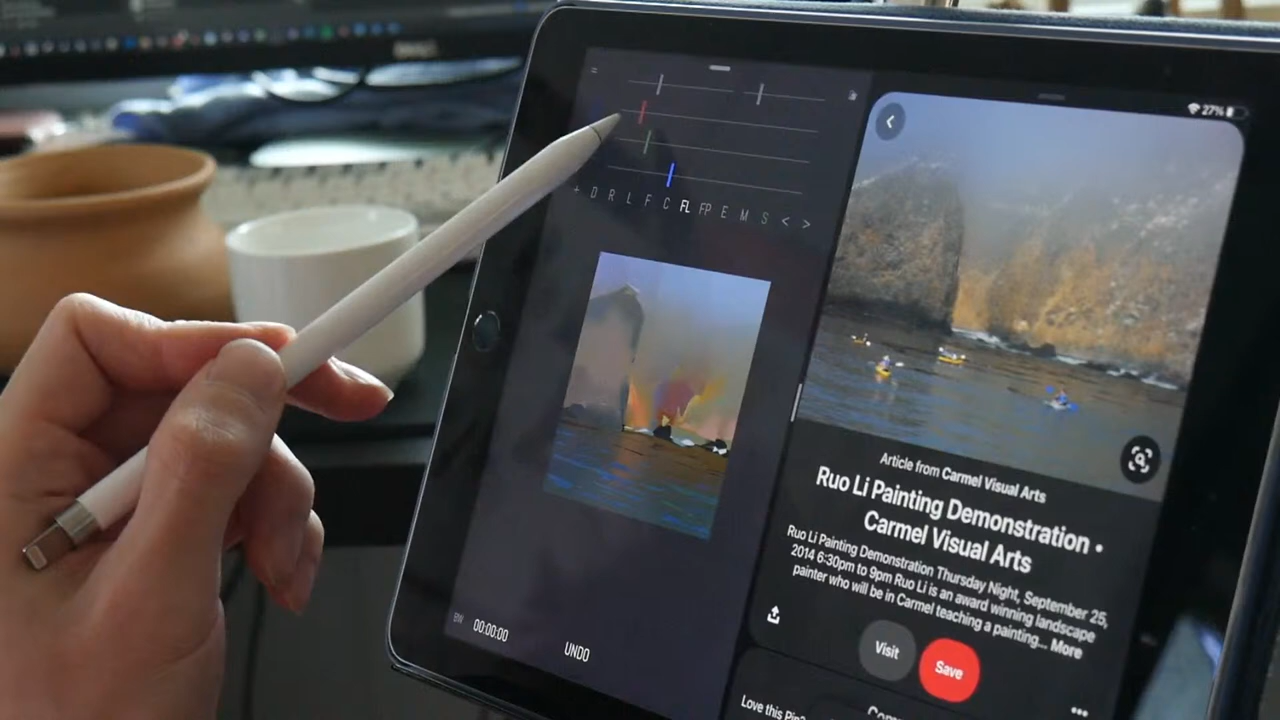 27%
+ D R L F C FL FP E M S < >
Article from Carmel Visual Arts
Ruo Li Painting Demonstration •
Carmel Visual Arts
Ruo Li Painting Demonstration Thursday Night, September 25,
2014 6:30pm to 9pm Ruo Li is an award winning landscape
painter who will be in Carmel teaching a painting... More
Visit
Save
BW 00:00:00
UNDO
Love this Pin?